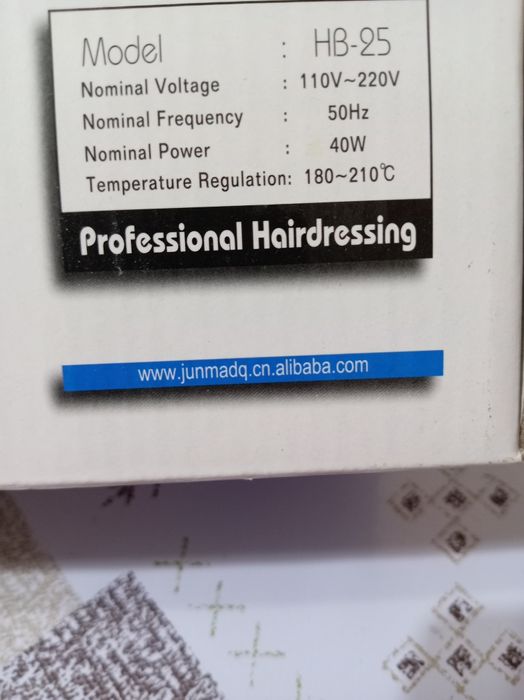 Model : HB-25
Nominal Voltage : 110V~220V
Nominal Frequency : 50Hz
Nominal Power : 40W
Temperature Regulation: 180~210℃
Professional Hairdressing
www.junmadq.cn.alibaba.com